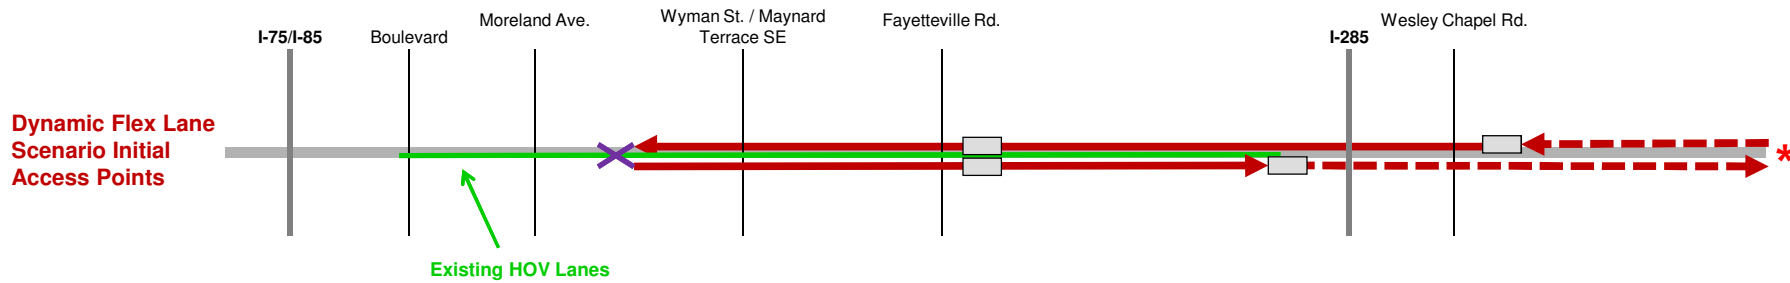 I-75/I-85
Boulevard
Moreland Ave.
Wyman St. / Maynard
Terrace SE
Fayetteville Rd.
I-285
Wesley Chapel Rd.
Dynamic Flex Lane
Scenario Initial
Access Points
*
Existing HOV Lanes